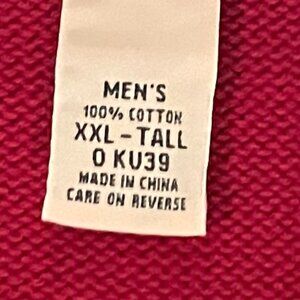 MEN'S
100% COTTON
XXL - TALL
0 KU39
MADE IN CHINA
CARE ON REVERSE